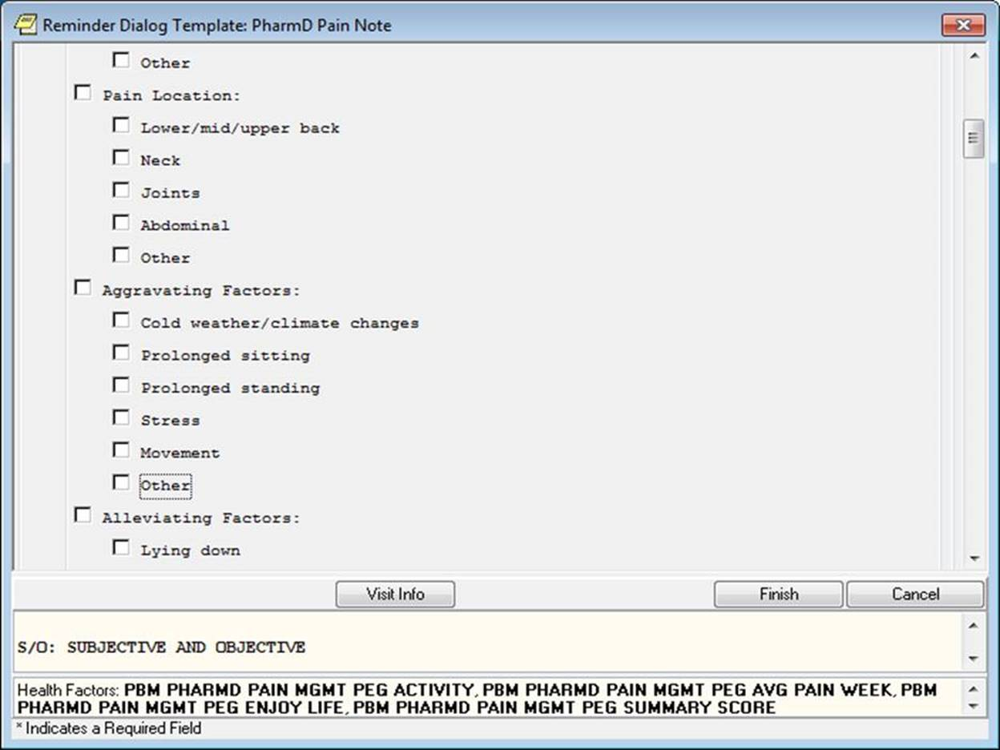 Reminder Dialog Template: PharmD Pain Note
Other
Pain Location:
Lower/mid/upper back
Neck
Joints
Abdominal
Other
Aggravating Factors:
Cold weather/climate changes
Prolonged sitting
Prolonged standing
Stress
Movement
Other
Alleviating Factors:
Lying down
Visit Info
Finish
Cancel
S/O: SUBJECTIVE AND OBJECTIVE
Health Factors: PBM PHARMD PAIN MGMT PEG ACTIVITY, PBM PHARMD PAIN MGMT PEG AVG PAIN WEEK, PBM
PHARMD PAIN MGMT PEG ENJOY LIFE, PBM PHARMD PAIN MGMT PEG SUMMARY SCORE
* Indicates a Required Field